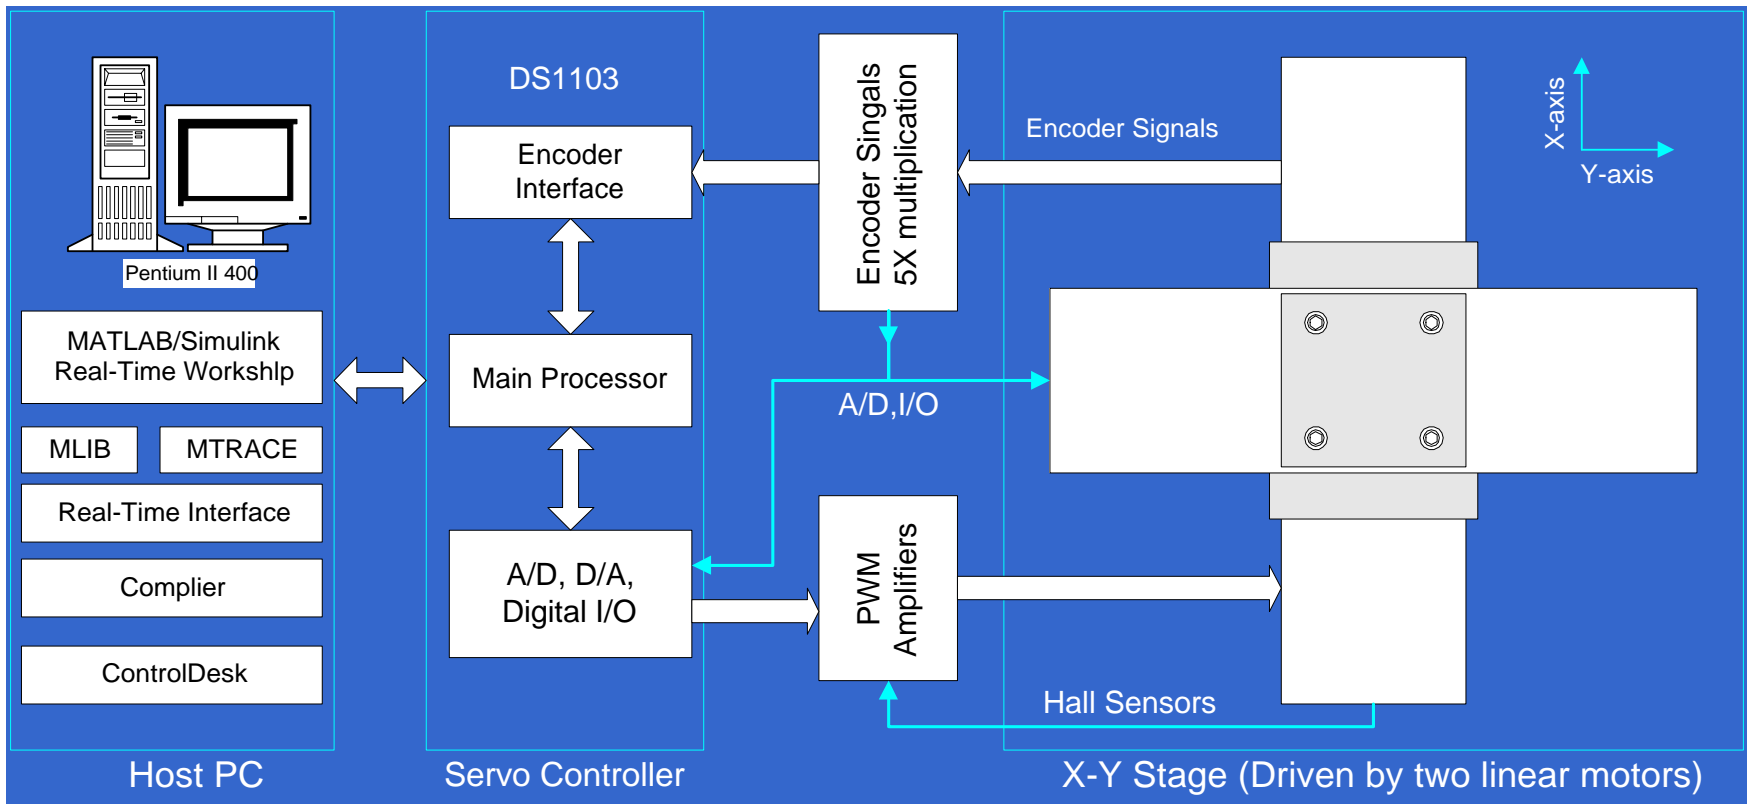 Pentium II 400
MATLAB/Simulink
Real-Time Workshlp
MLIB
MTRACE
Real-Time Interface
Complier
ControlDesk
Host PC
DS1103
Encoder
Interface
Main Processor
A/D, D/A,
Digital I/O
Servo Controller
Encoder Singals
5X multiplication
A/D,I/O
PWM
Amplifiers
Encoder Signals
X-axis
Y-axis
Hall Sensors
X-Y Stage (Driven by two linear motors)